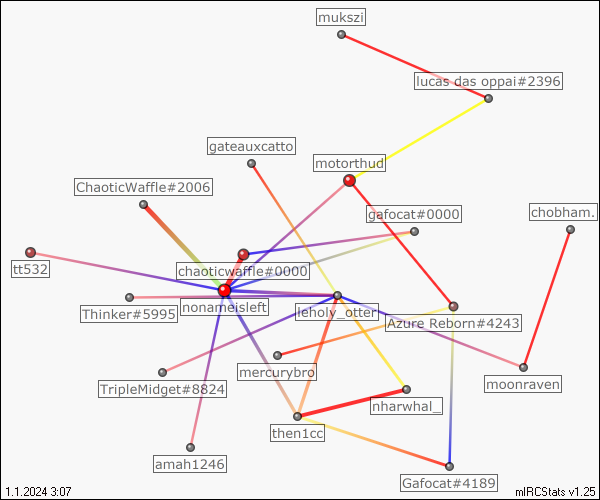 mukszi
lucas das oppai#2396
gateauxcatto
motorthud
ChaoticWaffle#2006
gafocat#0000
chobham.
tt532
chaoticwaffle#0000
nonameisleft
Thinker#5995
leholy_otter
Azure Reborn#4243
mercurybro
moonraven
TripleMidget#8824
nharwhal_
then1cc
amah1246
Gafocat#4189
1.1.2024 3:07
mIRCStats v1.25